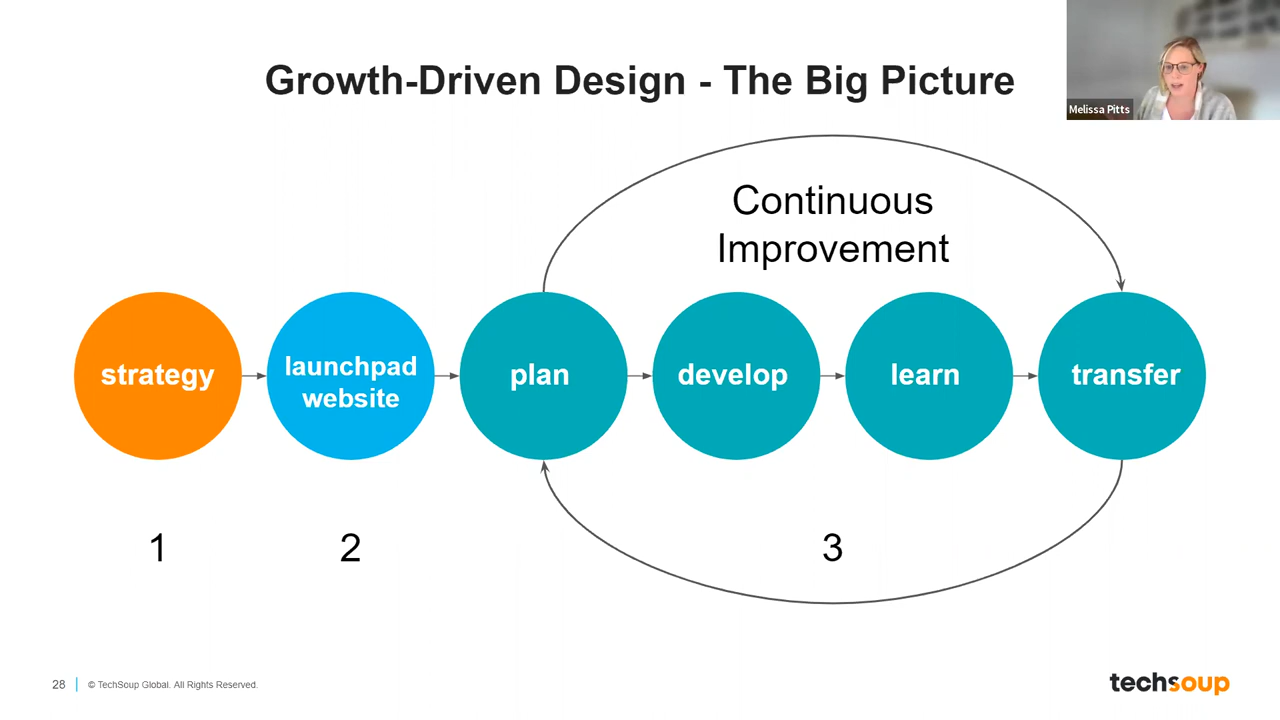 Growth-Driven Design - The Big Picture
Melissa Pitts
Continuous
Improvement
strategy
launchpad
website
plan
develop
learn
transfer
1
2
3
28
© TechSoup Global. All Rights Reserved.
techsoup